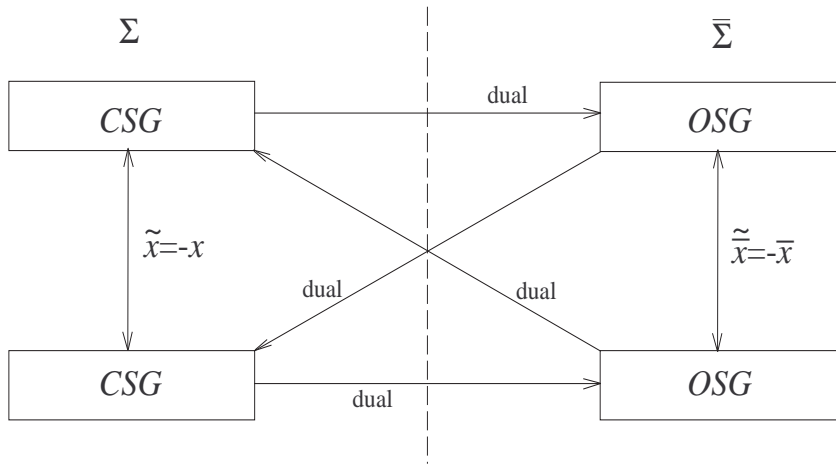 Σ Σ̅
CSG dual OSG
x̃=-x x̅̃=-x̅
dual dual
CSG dual OSG